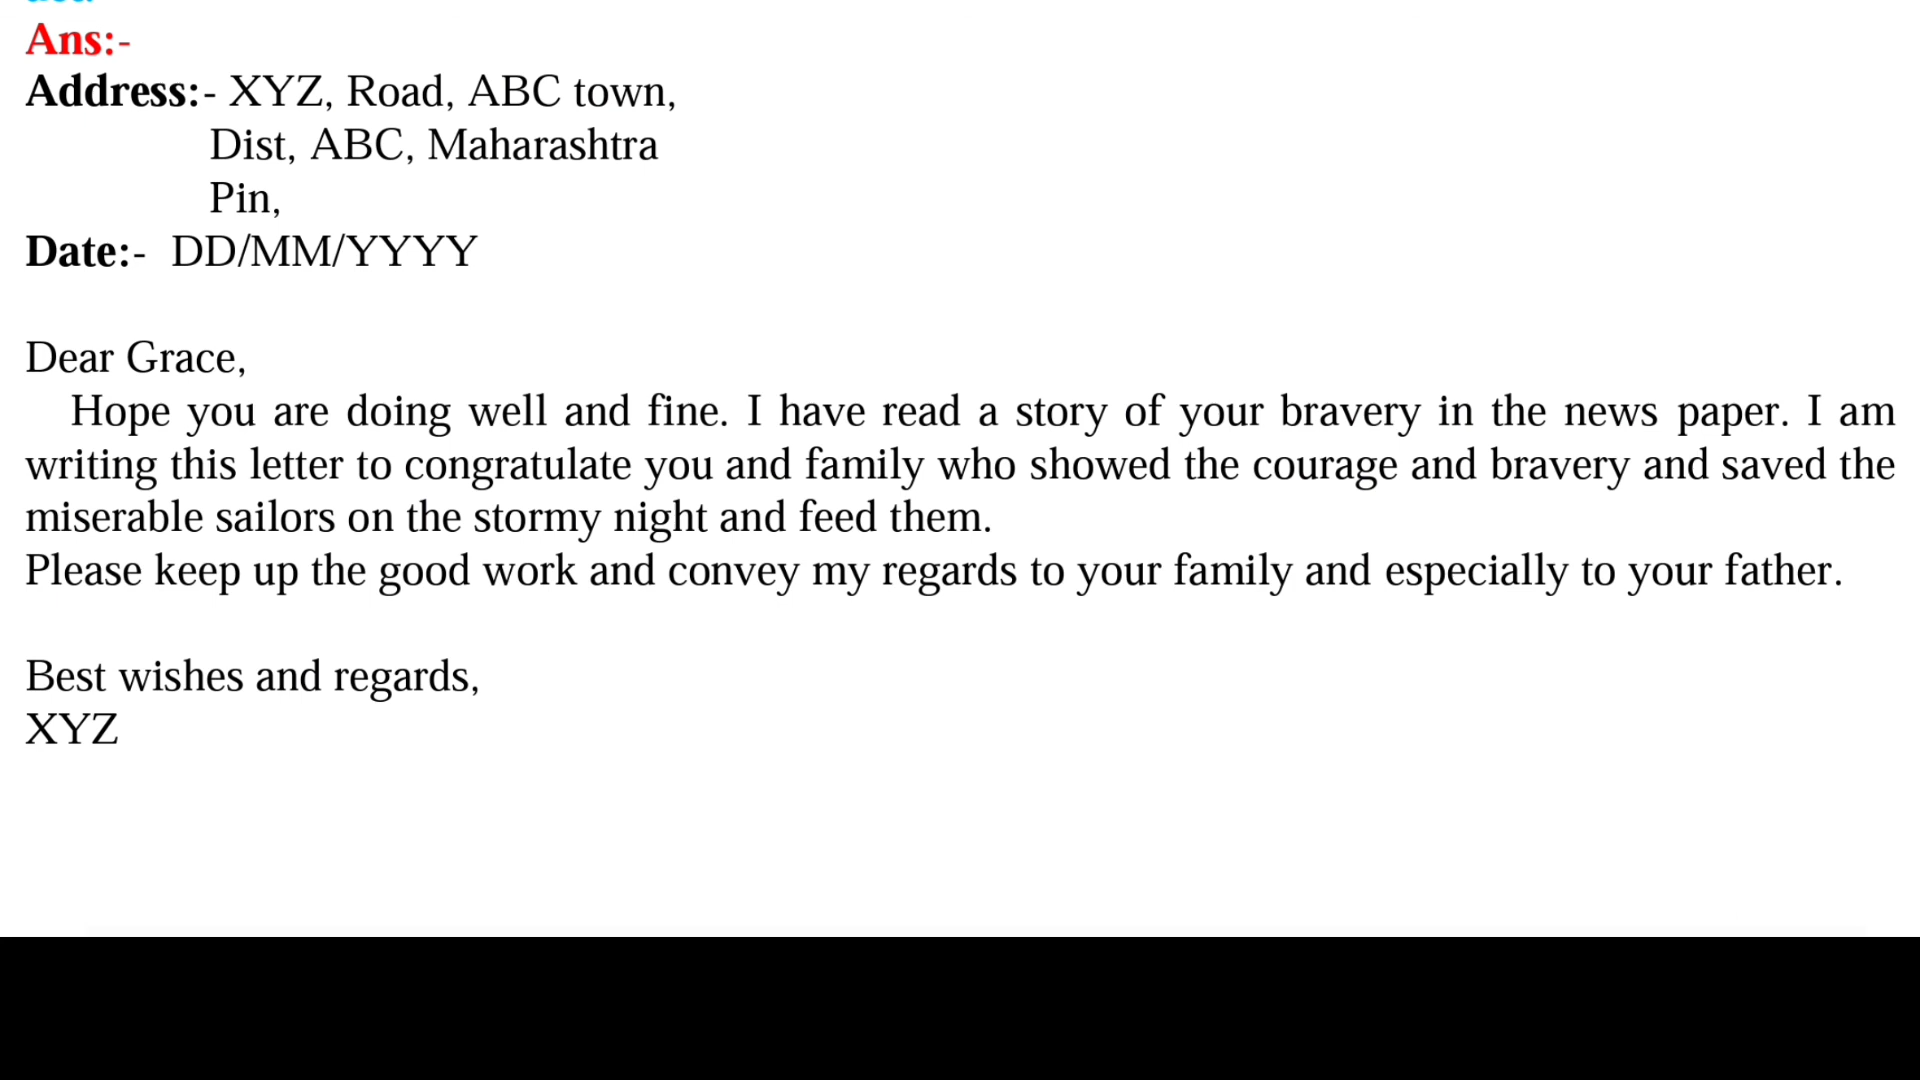 Ans:-
Address:- XYZ, Road, ABC town,
Dist, ABC, Maharashtra
Pin,
Date:- DD/MM/YYYY
Dear Grace,
Hope you are doing well and fine. I have read a story of your bravery in the news paper. I am
writing this letter to congratulate you and family who showed the courage and bravery and saved the
miserable sailors on the stormy night and feed them.
Please keep up the good work and convey my regards to your family and especially to your father.
Best wishes and regards,
XYZ